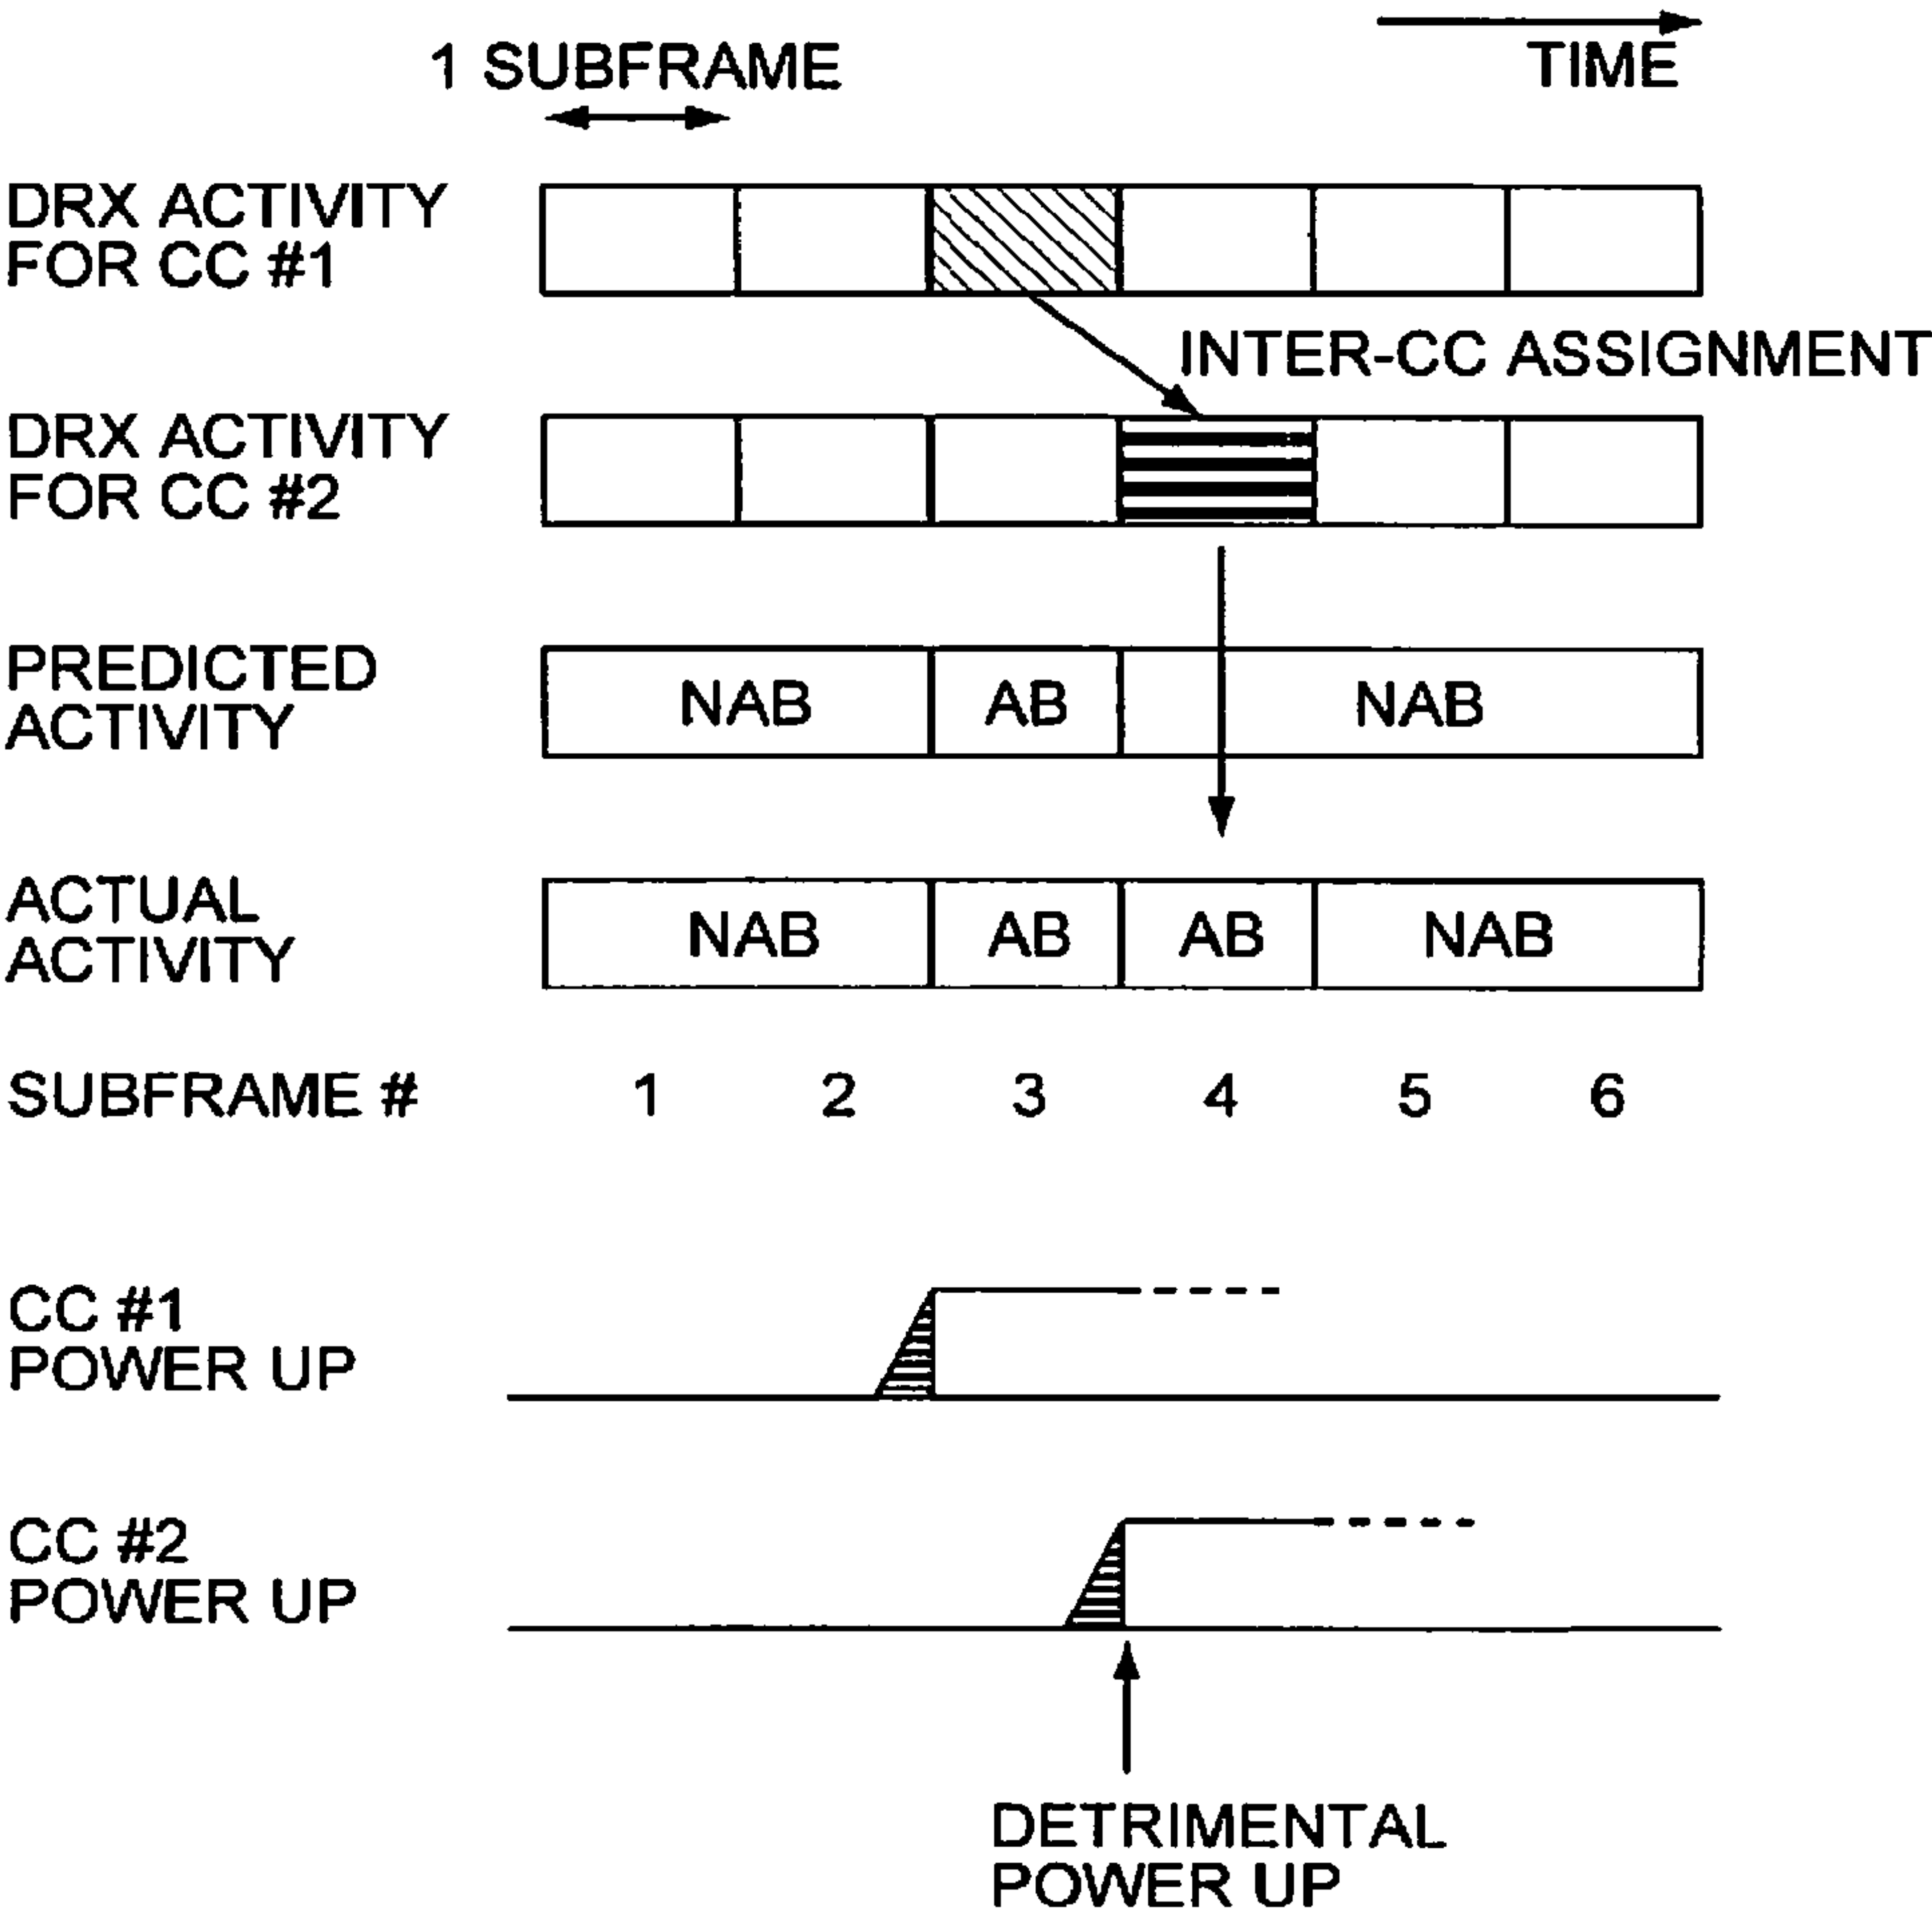 1 SUBFRAME
TIME
DRX ACTIVITY
FOR CC #1
INTER-CC ASSIGNMENT
DRX ACTIVITY
FOR CC #2
PREDICTED
ACTIVITY
NAB AB NAB
ACTUAL
ACTIVITY
NAB AB AB NAB
SUBFRAME # 1 2 3 4 5 6
CC #1
POWER UP
CC #2
POWER UP
DETRIMENTAL
POWER UP